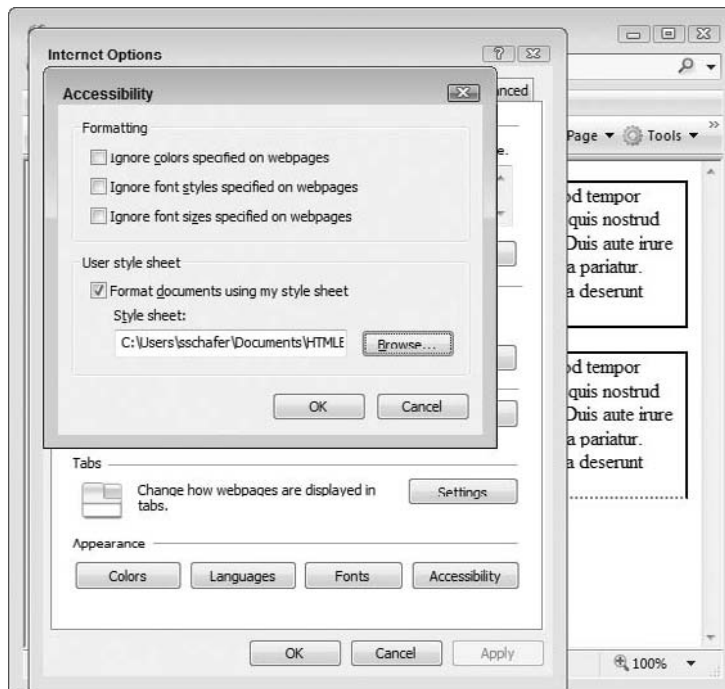 Internet Options
?
Accessibility
nced
Formatting
Ignore colors specified on webpages
Ignore font styles specified on webpages
Ignore font sizes specified on webpages
User style sheet
Format documents using my style sheet
Style sheet:
C:\Users\sschafer\Documents\HTMLE
Browse...
OK Cancel
Tabs
Change how webpages are displayed in
tabs.
Settings
Appearance
Colors Languages Fonts Accessibility
OK Cancel Apply
e.
Page Tools »
od tempor
quis nostrud
Duis aute irure
a pariatur.
a deserunt
od tempor
quis nostrud
Duis aute irure
a pariatur.
a deserunt
100%